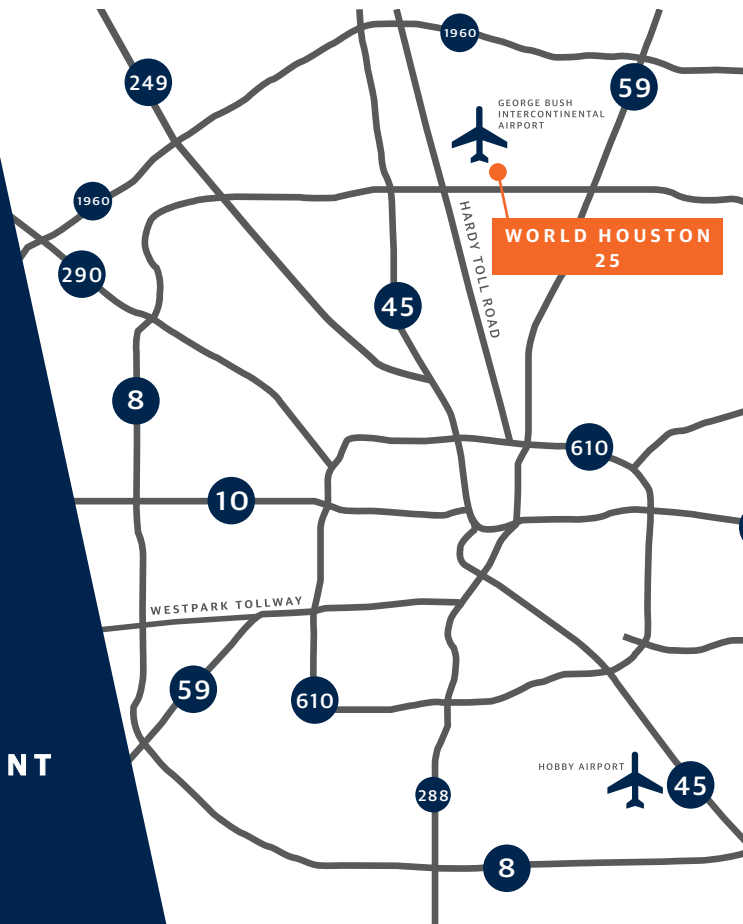 1960
249
59
GEORGE BUSH
INTERCONTINENTAL
AIRPORT
1960
HARDY TOLL ROAD
WORLD HOUSTON
25
290
45
8
610
10
WESTPARK TOLLWAY
59
610
NT
HOBBY AIRPORT
45
288
8